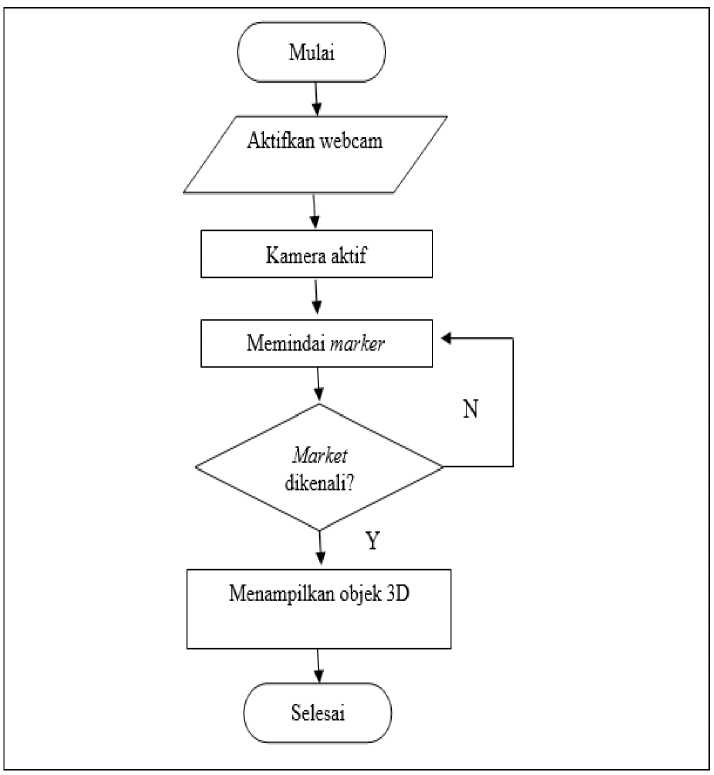 Mulai
Aktifkan webcam
Kamera aktif
Memindai marker
N
Market
dikenali?
Y
Menampilkan objek 3D
Selesai